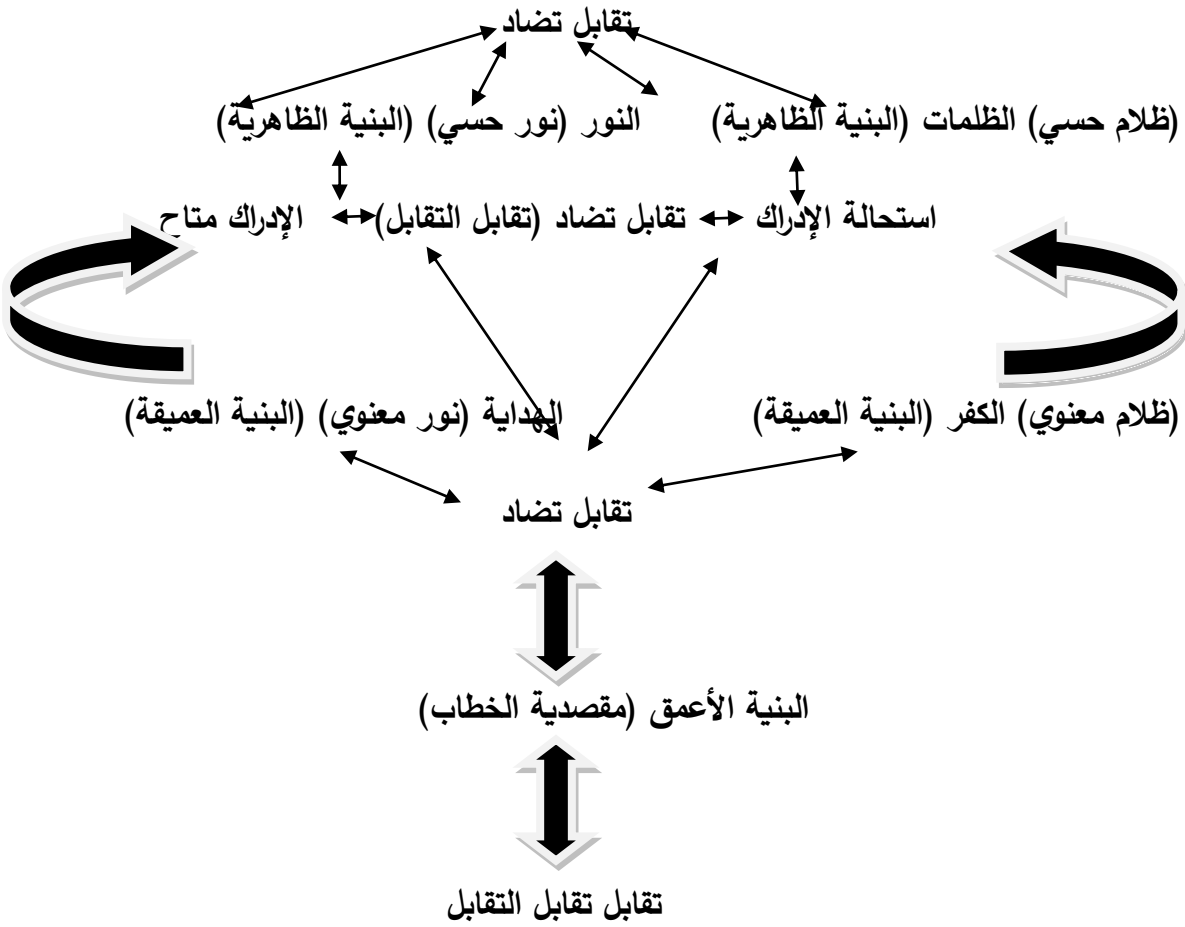 تقابل تضاد
(ظلام حسي) الظلمات (البنية الظاهرية) النور (نور حسي) (البنية الظاهرية)
استحالة الإدراك تقابل تضاد (تقابل التقابل) الإدراك متاح
(ظلام معنوي) الكفر (البنية العميقة) الهداية (نور معنوي) (البنية العميقة)
تقابل تضاد
البنية الأعمق (مقصدية الخطاب)
تقابل تقابل التقابل